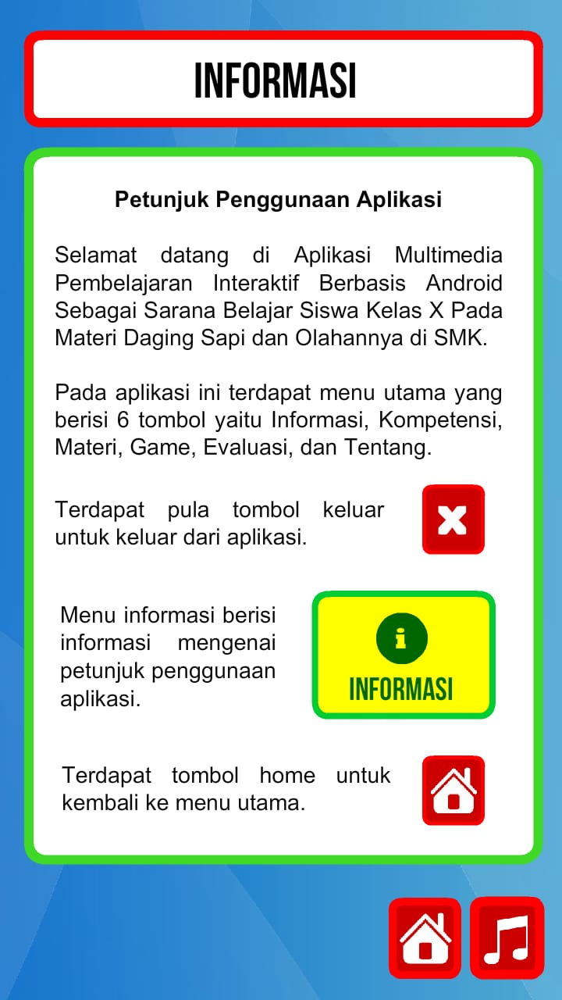 INFORMASI
Petunjuk Penggunaan Aplikasi
Selamat datang di Aplikasi Multimedia
Pembelajaran Interaktif Berbasis Android
Sebagai Sarana Belajar Siswa Kelas X Pada
Materi Daging Sapi dan Olahannya di SMK.
Pada aplikasi ini terdapat menu utama yang
berisi 6 tombol yaitu Informasi, Kompetensi,
Materi, Game, Evaluasi, dan Tentang.
Terdapat pula tombol keluar
untuk keluar dari aplikasi.
Menu informasi berisi
informasi mengenai
petunjuk penggunaan
aplikasi.
INFORMASI
Terdapat tombol home untuk
kembali ke menu utama.